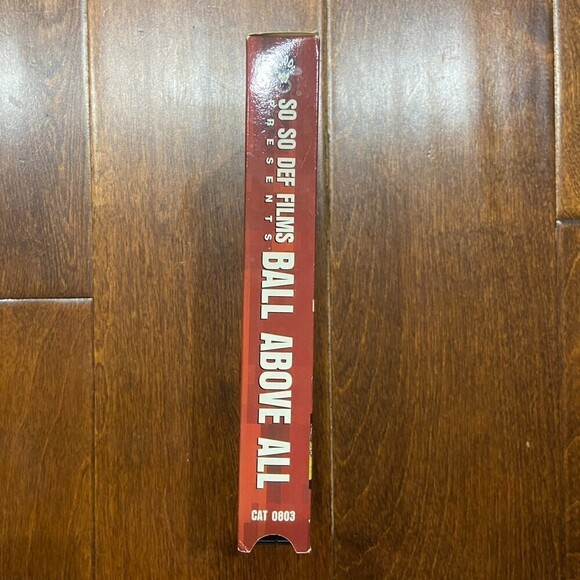 SO SO DEF FILMS
PRESENTS
BALL ABOVE ALL
CAT 0803